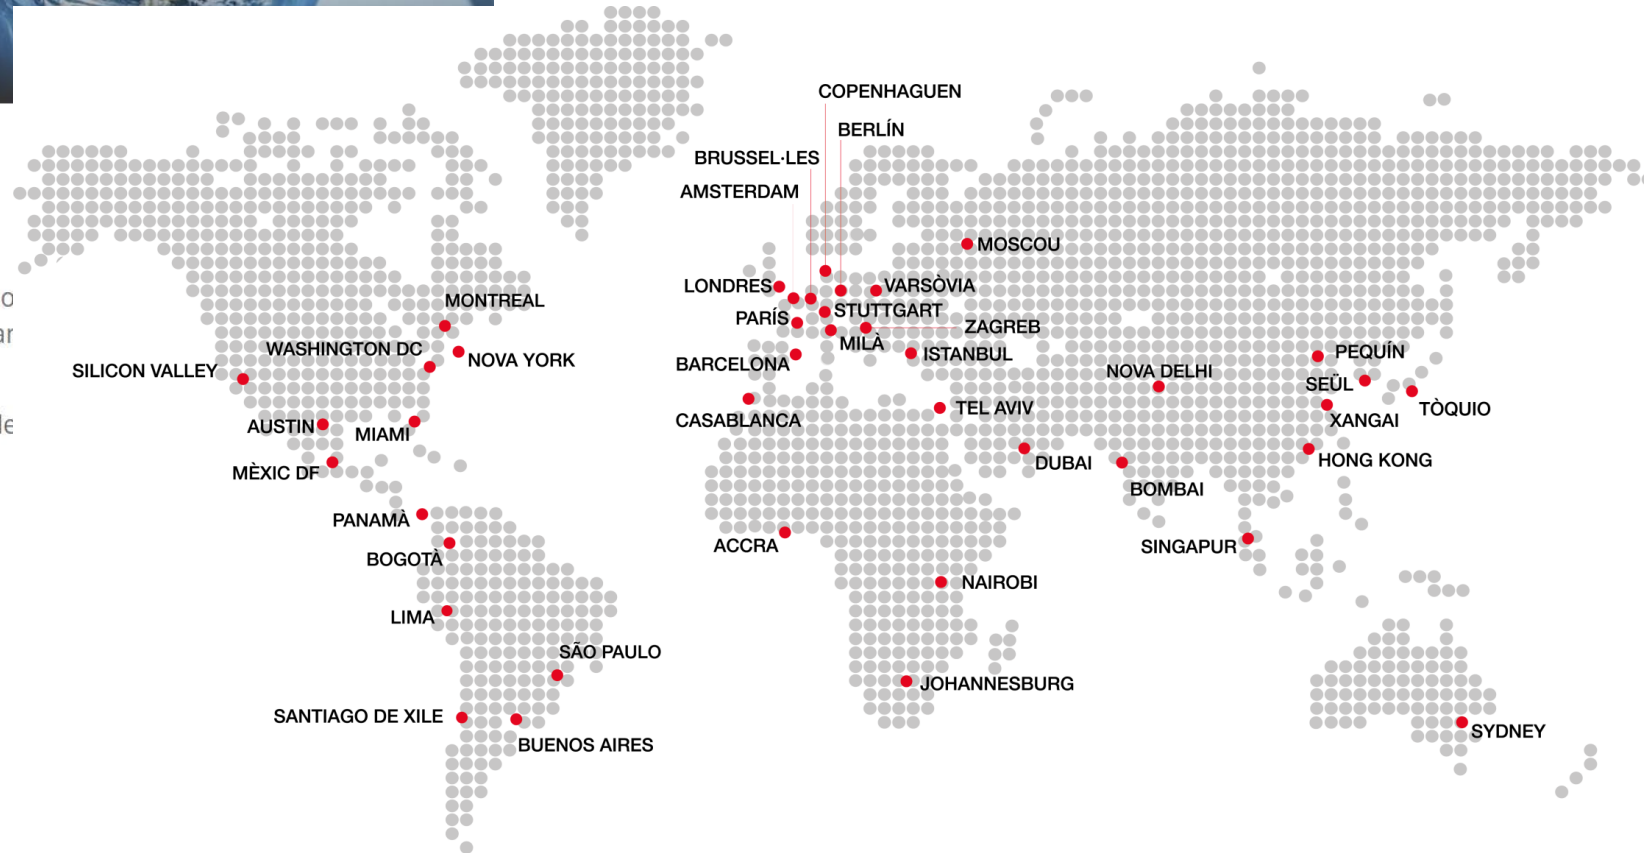 COPENHAGUEN
BERLÍN
BRUSSEL·LES
AMSTERDAM
MOSCOU
LONDRES
VARSÒVIA
MONTREAL
STUTTGART
PARÍS
ZAGREB
MILÀ
WASHINGTON DC
NOVA YORK
BARCELONA
ISTANBUL
PEQUÍN
SILICON VALLEY
NOVA DELHI
SEÜL
TÒQUIO
TEL AVIV
CASABLANCA
XANGAI
AUSTIN
MIAMI
HONG KONG
DUBAI
MÈXIC DF
BOMBAI
PANAMÀ
ACCRA
SINGAPUR
BOGOTÀ
NAIROBI
LIMA
SÃO PAULO
JOHANNESBURG
SANTIAGO DE XILE
SYDNEY
BUENOS AIRES